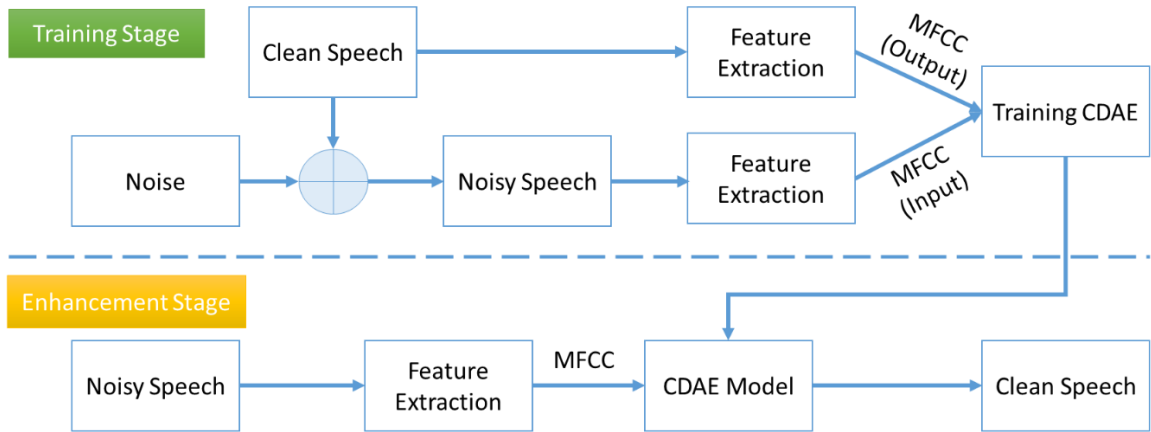 Training Stage
Clean Speech
Feature
Extraction
MFCC
(Output)
Training CDAE
Noise
Noisy Speech
Feature
Extraction
MFCC
(Input)
Enhancement Stage
Noisy Speech
Feature
Extraction
MFCC
CDAE Model
Clean Speech